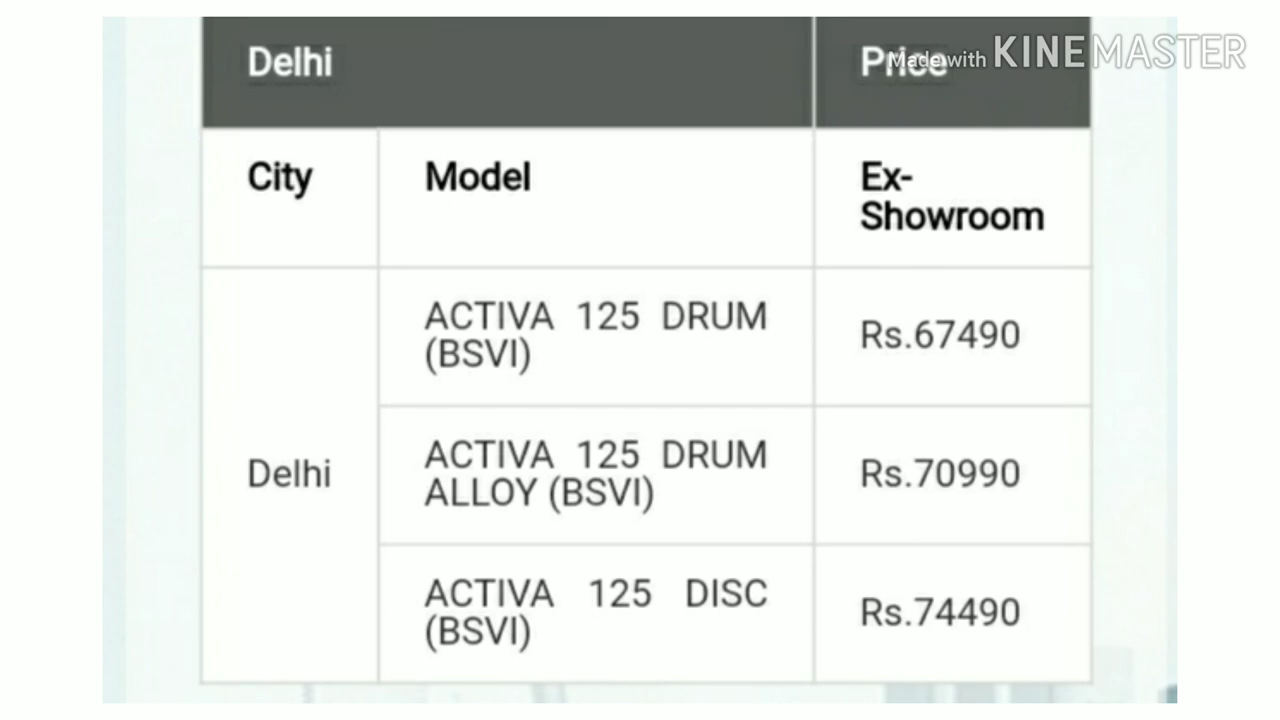 Delhi Price
Made with KINEMASTER
City Model Ex-
Showroom
ACTIVA 125 DRUM
(BSVI)
Rs.67490
Delhi
ACTIVA 125 DRUM
ALLOY (BSVI)
Rs.70990
ACTIVA 125 DISC
(BSVI)
Rs.74490